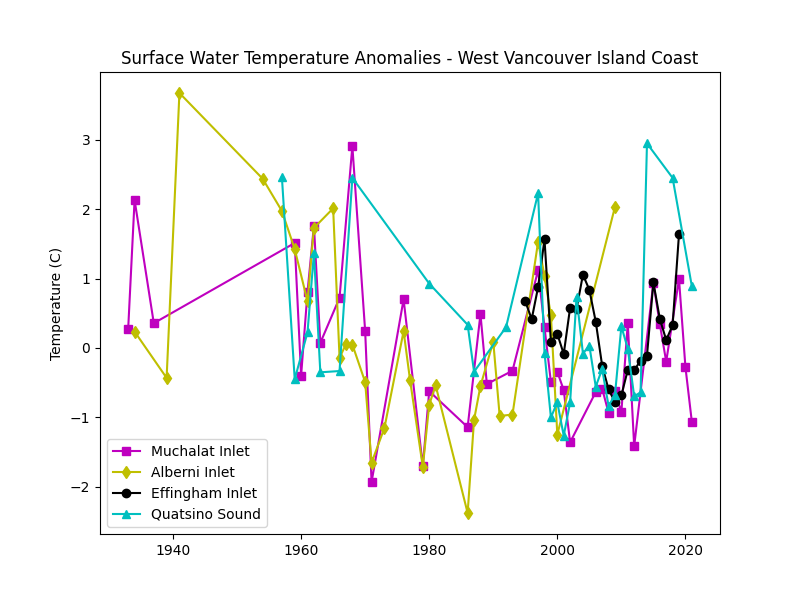 Surface Water Temperature Anomalies - West Vancouver Island Coast
Temperature (C)
3
2
1
0
−1
−2
Muchalat Inlet
Alberni Inlet
Effingham Inlet
Quatsino Sound
1940 1960 1980 2000 2020